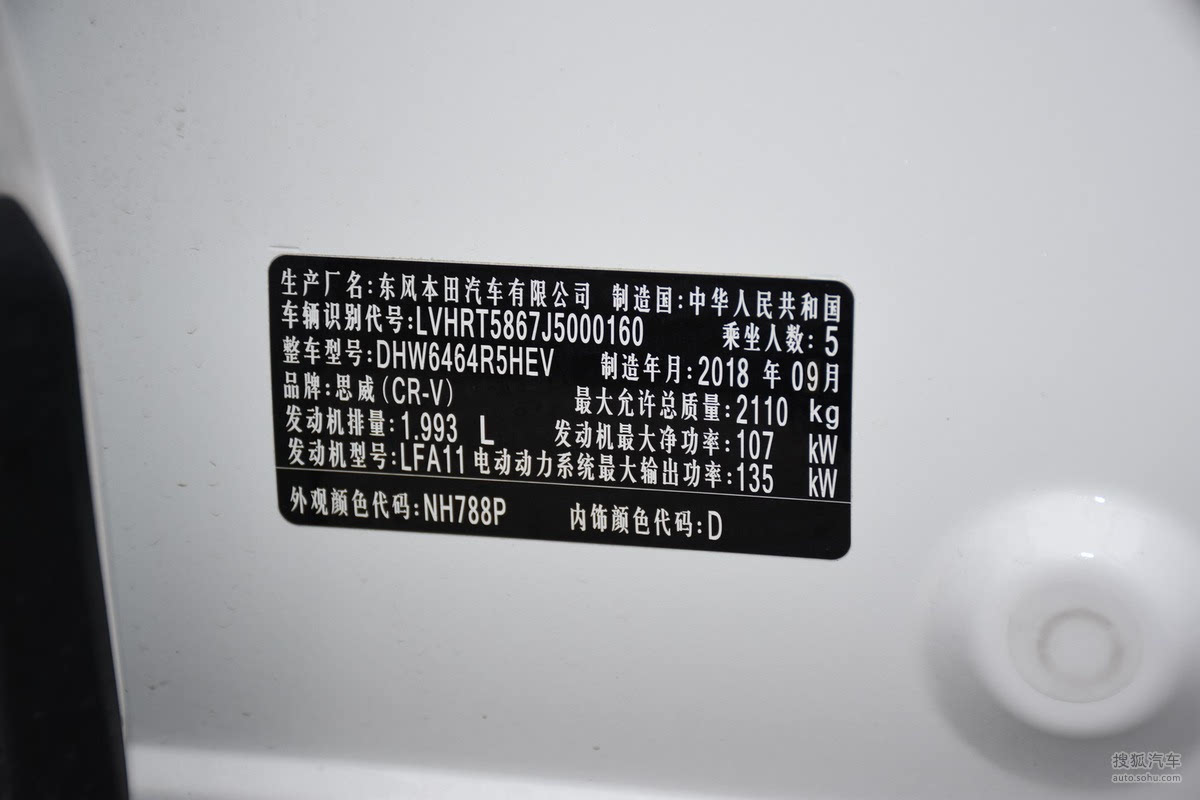 生产厂名:东风本田汽车有限公司 制造国:中华人民共和国
车辆识别代号:LVHRT5867J5000160 乘坐人数:5
整车型号:DHW6464R5HEV 制造年月:2018 年 09月
品牌:思威(CR-V) 最大允许总质量:2110 kg
发动机排量:1.993 L 发动机最大净功率:107 kW
发动机型号:LFA11 电动动力系统最大输出功率:135 kW
外观颜色代码:NH788P 内饰颜色代码:D
搜狐汽车
auto.sohu.com